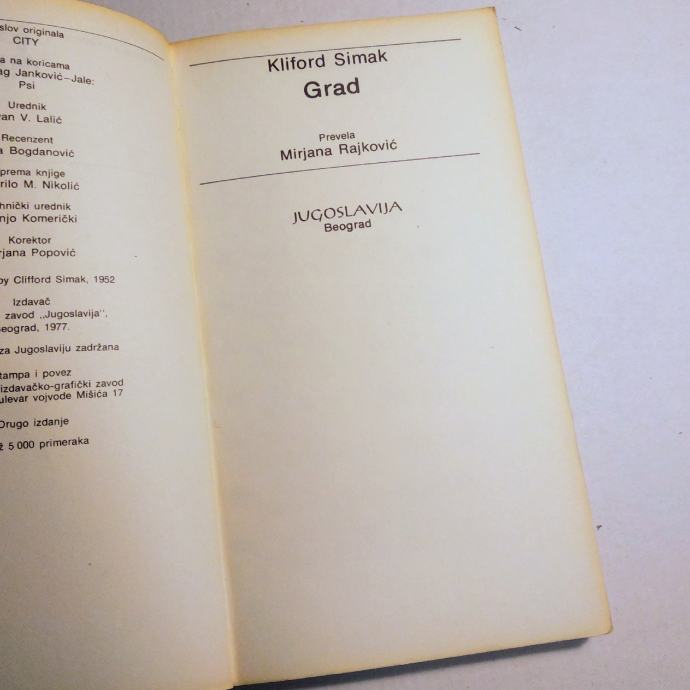 slov originala
CITY
a na koricama
ag Janković–Jale:
Psi
Urednik
van V. Lalić
Recenzent
a Bogdanović
prema knjige
rilo M. Nikolić
hnički urednik
njo Komerički
Korektor
rjana Popović
by Clifford Simak, 1952
Izdavač
zavod „Jugoslavija”,
eograd, 1977.
za Jugoslaviju zadržana
tampa i povez
izdavačko-grafički zavod
ulevar vojvode Mišića 17
Drugo izdanje
ž 5 000 primeraka
Kliford Simak
Grad
Prevela
Mirjana Rajković
JUGOSLAVIJA
Beograd